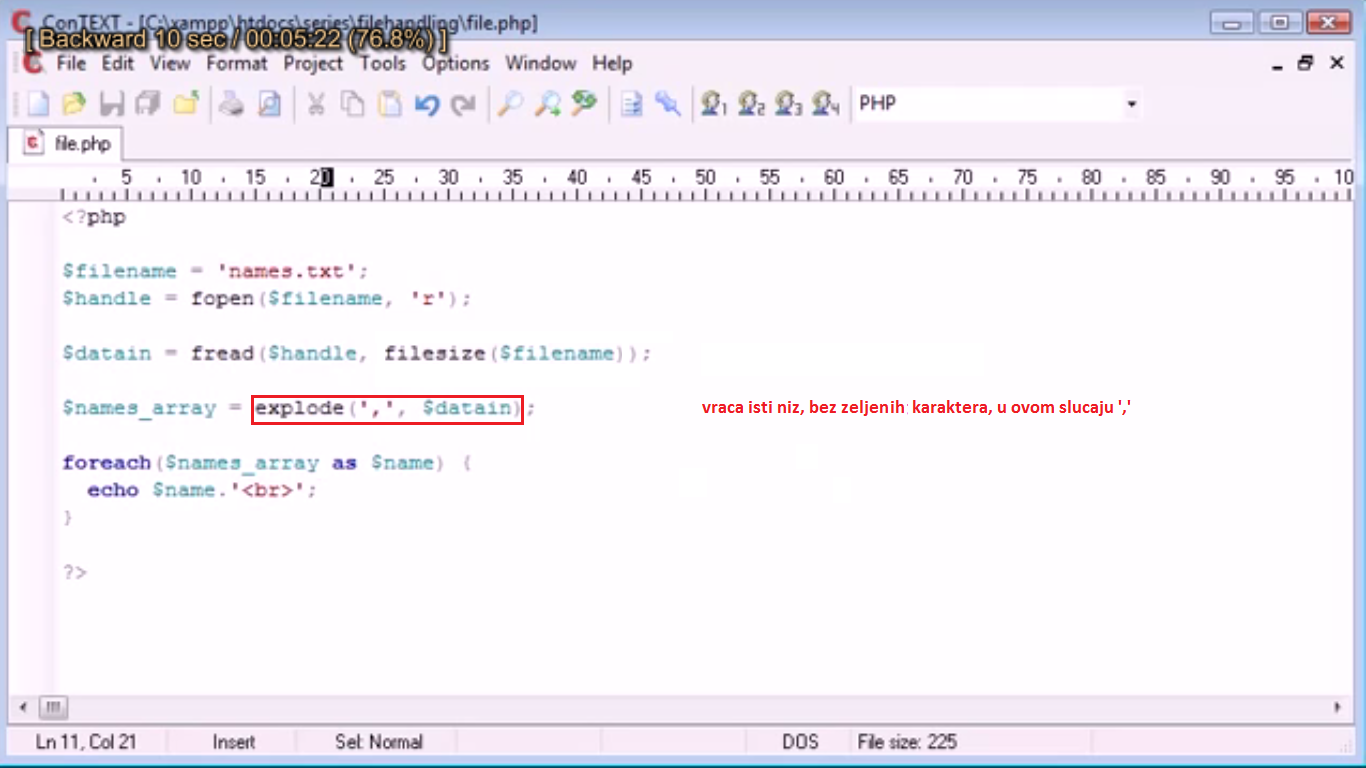 ConTEXT - [C:\xampp\htdocs\series\filehandling\file.php]
[ Backward 10 sec / 00:05:22 (76.8%) ]
File Edit View Format Project Tools Options Window Help
1 2 3 4 PHP
file.php
5 10 15 20 25 30 35 40 45 50 55 60 65 70 75 80 85 90 95 10
<?php
$filename = 'names.txt';
$handle = fopen($filename, 'r');
$datain = fread($handle, filesize($filename));
$names_array = explode(',', $datain); vraca isti niz, bez zeljenih karaktera, u ovom slucaju ','
foreach($names_array as $name) {
echo $name.'<br>';
}
?>
Ln 11, Col 21 Insert Sel: Normal DOS File size: 225